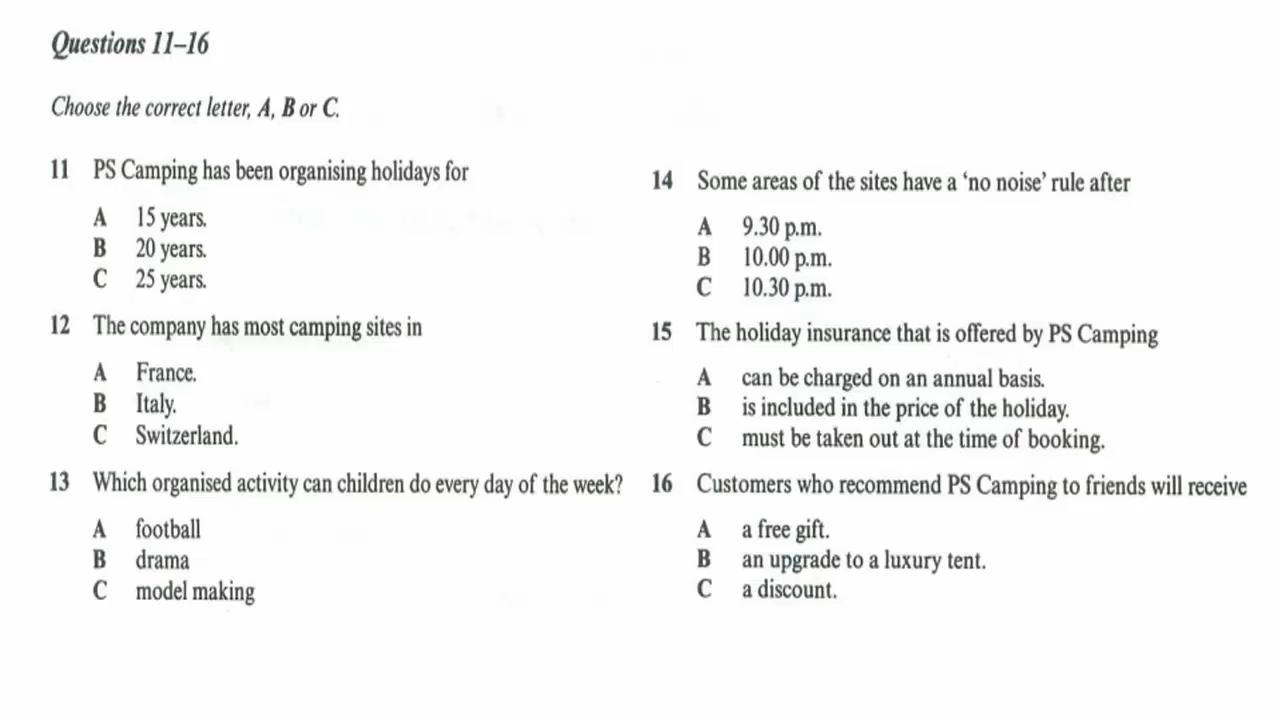 Questions 11–16
Choose the correct letter, A, B or C.
11 PS Camping has been organising holidays for
A 15 years.
B 20 years.
C 25 years.
12 The company has most camping sites in
A France.
B Italy.
C Switzerland.
13 Which organised activity can children do every day of the week?
A football
B drama
C model making
14 Some areas of the sites have a ‘no noise’ rule after
A 9.30 p.m.
B 10.00 p.m.
C 10.30 p.m.
15 The holiday insurance that is offered by PS Camping
A can be charged on an annual basis.
B is included in the price of the holiday.
C must be taken out at the time of booking.
16 Customers who recommend PS Camping to friends will receive
A a free gift.
B an upgrade to a luxury tent.
C a discount.